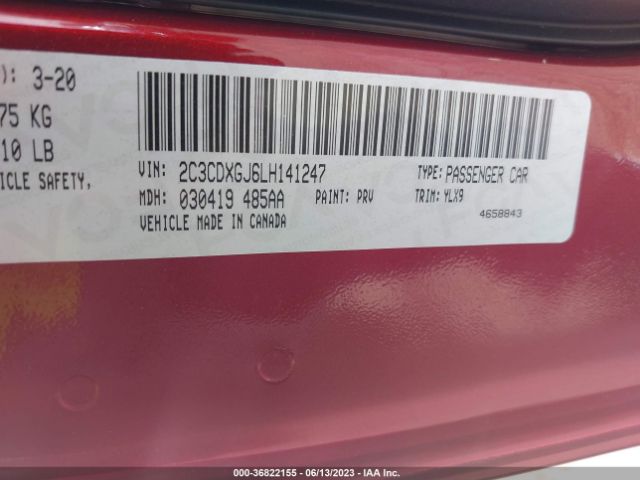 ): 3-20
75 KG
10 LB
ICLE SAFETY,
VIN: 2C3CDXGJ6LH141247 TYPE: PASSENGER CAR
MDH: 030419 485AA PAINT: PRV TRIM: YLX9
VEHICLE MADE IN CANADA 4658843
© - 36822155 - 06/13/2023 - IAA Inc.